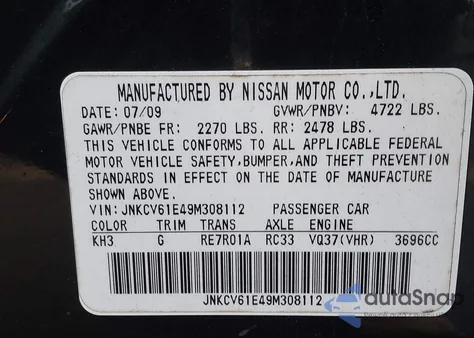 MANUFACTURED BY NISSAN MOTOR CO.,LTD.
DATE: 07/09 GVWR/PNBV: 4722 LBS.
GAWR/PNBE FR: 2270 LBS. RR: 2478 LBS.
THIS VEHICLE CONFORMS TO ALL APPLICABLE FEDERAL
MOTOR VEHICLE SAFETY,BUMPER,AND THEFT PREVENTION
STANDARDS IN EFFECT ON THE DATE OF MANUFACTURE
SHOWN ABOVE.
VIN: JNKCV61E49M308112 PASSENGER CAR
COLOR TRIM TRANS AXLE ENGINE
KH3 G RE7R01A RC33 VQ37(VHR) 3696CC
JNKCV61E49M308112
autoSnap